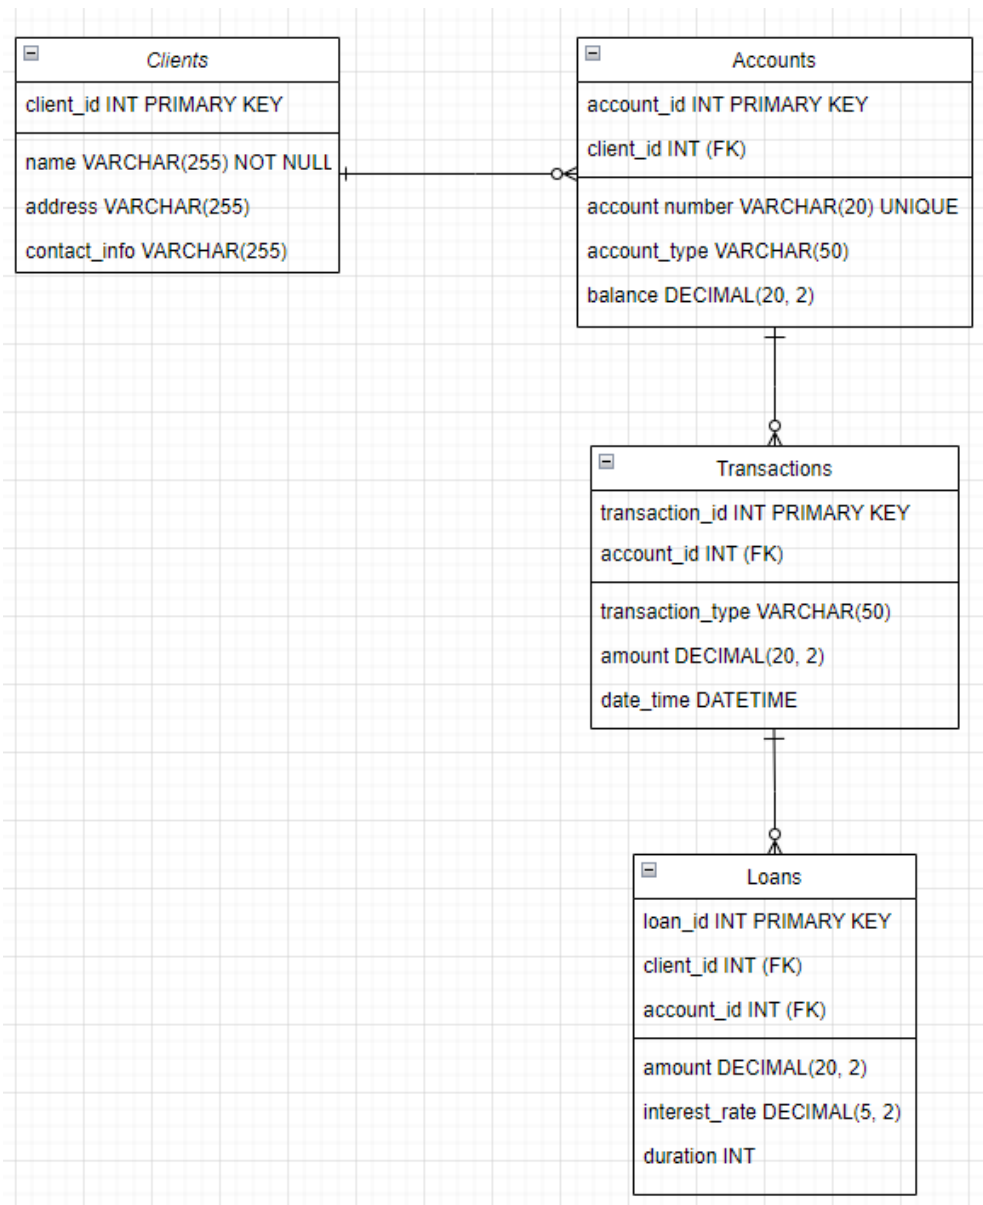 Clients
client_id INT PRIMARY KEY
name VARCHAR(255) NOT NULL
address VARCHAR(255)
contact_info VARCHAR(255)
Accounts
account_id INT PRIMARY KEY
client_id INT (FK)
account number VARCHAR(20) UNIQUE
account_type VARCHAR(50)
balance DECIMAL(20, 2)
Transactions
transaction_id INT PRIMARY KEY
account_id INT (FK)
transaction_type VARCHAR(50)
amount DECIMAL(20, 2)
date_time DATETIME
Loans
loan_id INT PRIMARY KEY
client_id INT (FK)
account_id INT (FK)
amount DECIMAL(20, 2)
interest_rate DECIMAL(5, 2)
duration INT